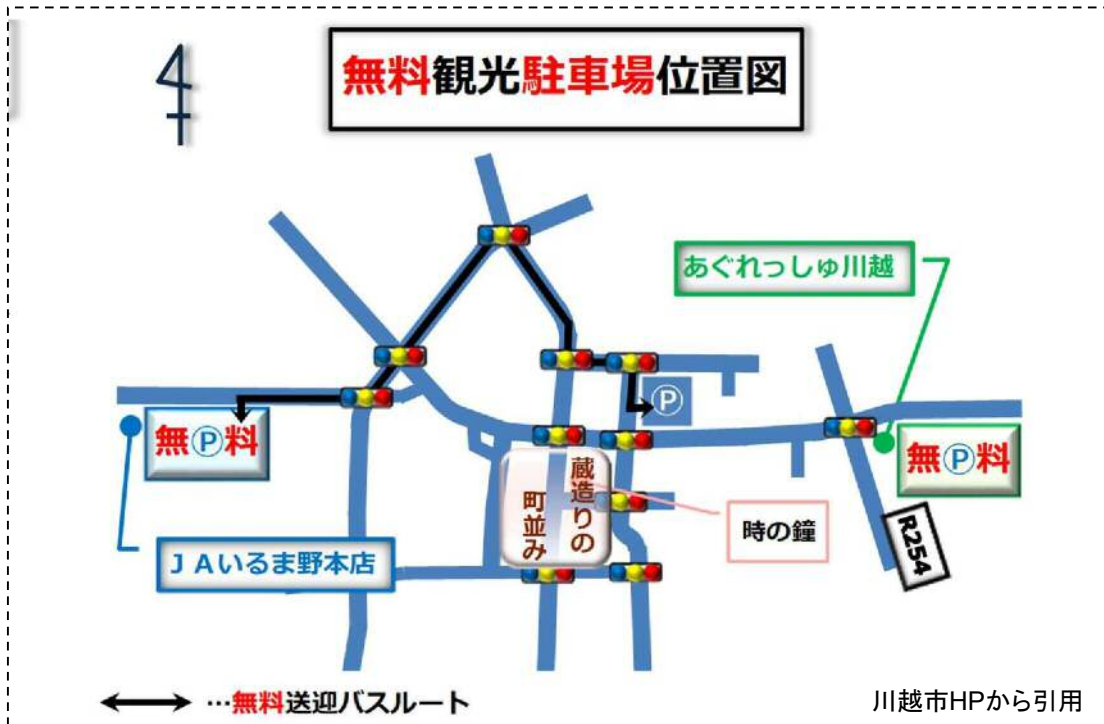 無料観光駐車場位置図
あぐれっしゅ川越
Ⓟ
無Ⓟ料
無Ⓟ料
蔵造りの
町並み
時の鐘
R254
ＪＡいるま野本店
…無料送迎バスルート
川越市HPから引用